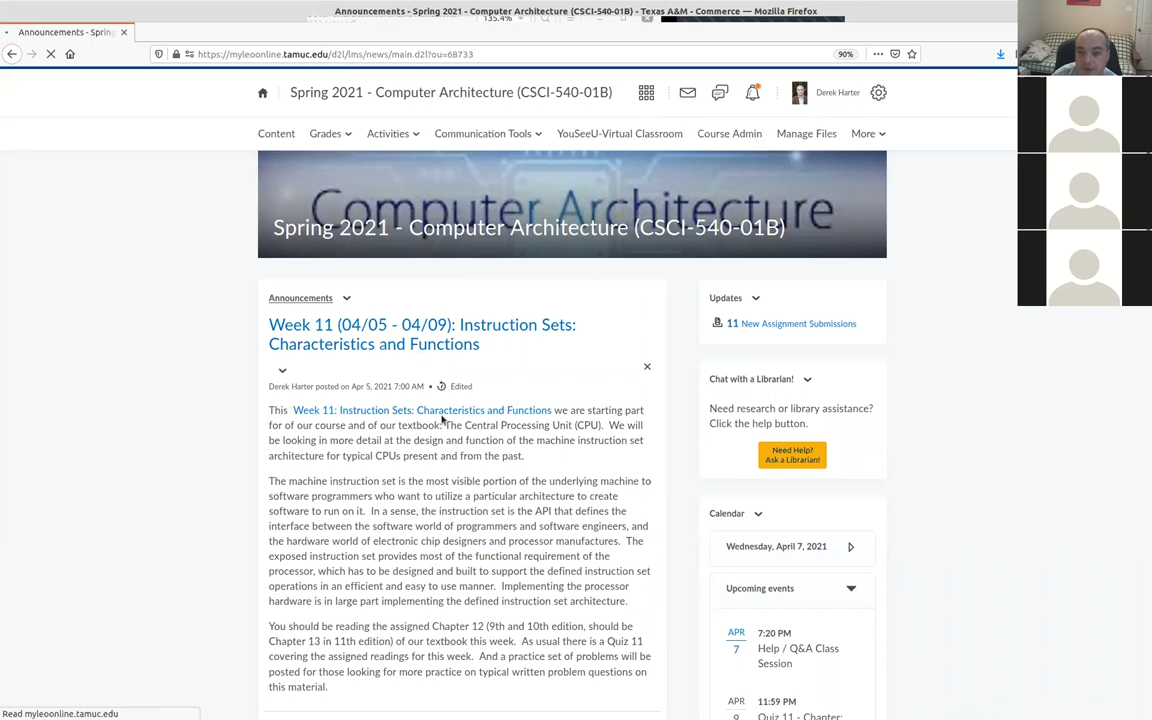 Announcements - Spring 2021 - Computer Architecture (CSCI-540-01B) - Texas A&M - Commerce — Mozilla Firefox
135.4%
Announcements - Spring
https://myleoonline.tamuc.edu/d2l/lms/news/main.d2l?ou=68733
90%
Spring 2021 - Computer Architecture (CSCI-540-01B)
Derek Harter
Content
Grades
Activities
Communication Tools
YouSeeU-Virtual Classroom
Course Admin
Manage Files
More
Computer Architecture
Spring 2021 - Computer Architecture (CSCI-540-01B)
Announcements
Week 11 (04/05 - 04/09): Instruction Sets:
Characteristics and Functions
Derek Harter posted on Apr 5, 2021 7:00 AM • Edited
This Week 11: Instruction Sets: Characteristics and Functions we are starting part
for of our course and of our textbook: The Central Processing Unit (CPU). We will
be looking in more detail at the design and function of the machine instruction set
architecture for typical CPUs present and from the past.
The machine instruction set is the most visible portion of the underlying machine to
software programmers who want to utilize a particular architecture to create
software to run on it. In a sense, the instruction set is the API that defines the
interface between the software world of programmers and software engineers, and
the hardware world of electronic chip designers and processor manufactures. The
exposed instruction set provides most of the functional requirement of the
processor, which has to be designed and built to support the defined instruction set
operations in an efficient and easy to use manner. Implementing the processor
hardware is in large part implementing the defined instruction set architecture.
You should be reading the assigned Chapter 12 (9th and 10th edition, should be
Chapter 13 in 11th edition) of our textbook this week. As usual there is a Quiz 11
covering the assigned readings for this week. And a practice set of problems will be
posted for those looking for more practice on typical written problem questions on
this material.
Updates
11 New Assignment Submissions
Chat with a Librarian!
Need research or library assistance?
Click the help button.
Need Help?
Ask a Librarian!
Calendar
Wednesday, April 7, 2021
Upcoming events
APR
7
7:20 PM
Help / Q&A Class
Session
APR
9
11:59 PM
Quiz 11 - Chapter:
Read myleoonline.tamuc.edu